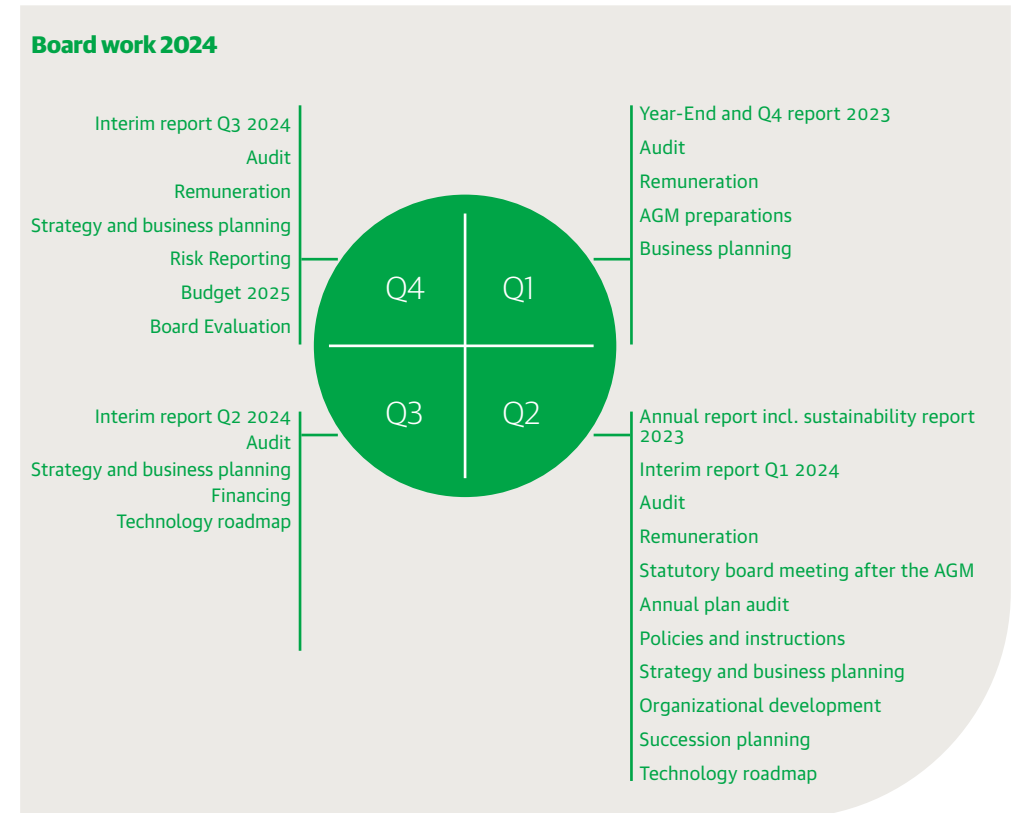 Board work 2024
Interim report Q3 2024
Audit
Remuneration
Strategy and business planning
Risk Reporting
Budget 2025
Board Evaluation
Year-End and Q4 report 2023
Audit
Remuneration
AGM preparations
Business planning
Q4
Q1
Q3
Q2
Interim report Q2 2024
Audit
Strategy and business planning
Financing
Technology roadmap
Annual report incl. sustainability report
2023
Interim report Q1 2024
Audit
Remuneration
Statutory board meeting after the AGM
Annual plan audit
Policies and instructions
Strategy and business planning
Organizational development
Succession planning
Technology roadmap